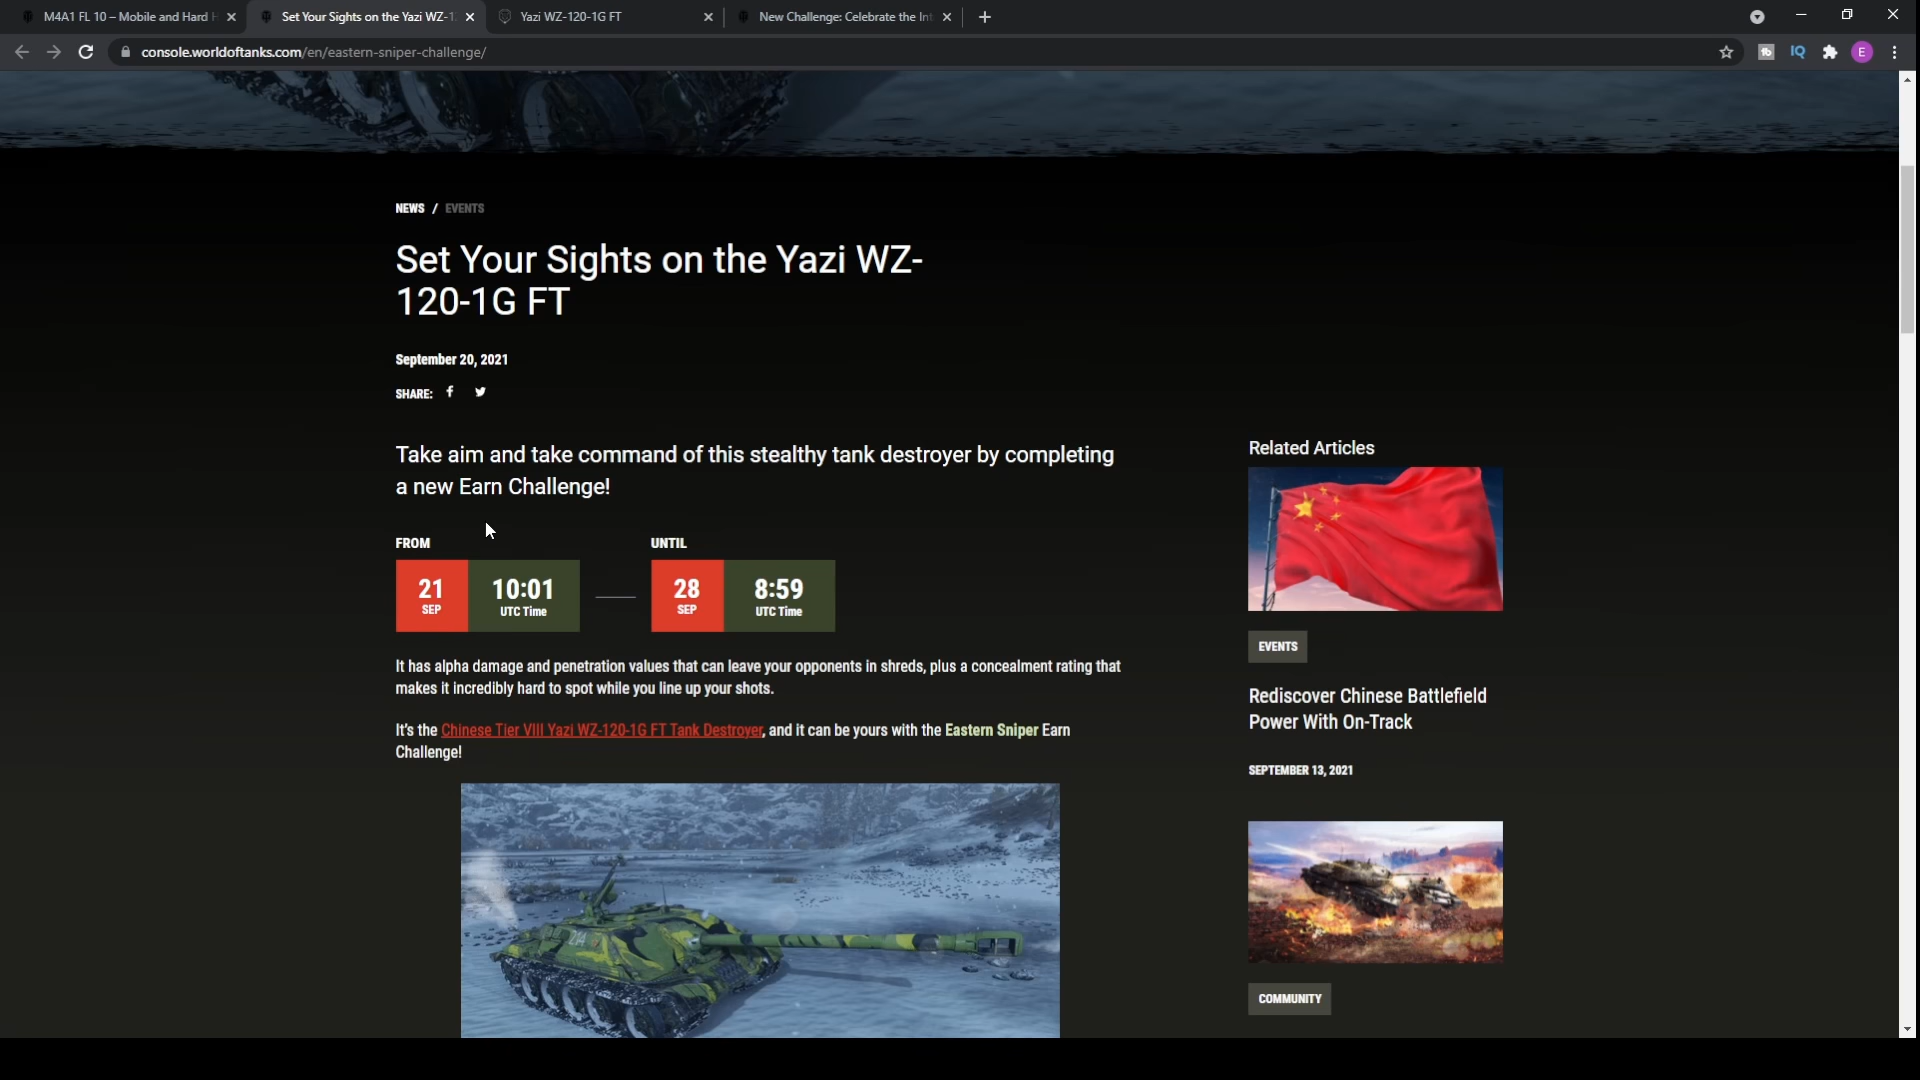 M4A1 FL 10 – Mobile and Hard H
Set Your Sights on the Yazi WZ-1
Yazi WZ-120-1G FT
New Challenge: Celebrate the Int
console.worldoftanks.com/en/eastern-sniper-challenge/
IQ
E
NEWS / EVENTS
Set Your Sights on the Yazi WZ-
120-1G FT
September 20, 2021
SHARE:
Take aim and take command of this stealthy tank destroyer by completing
a new Earn Challenge!
FROM
21
SEP
10:01
UTC Time
UNTIL
28
SEP
8:59
UTC Time
It has alpha damage and penetration values that can leave your opponents in shreds, plus a concealment rating that
makes it incredibly hard to spot while you line up your shots.
It's the Chinese Tier VIII Yazi WZ-120-1G FT Tank Destroyer, and it can be yours with the Eastern Sniper Earn
Challenge!
214
Related Articles
EVENTS
Rediscover Chinese Battlefield
Power With On-Track
SEPTEMBER 13, 2021
COMMUNITY